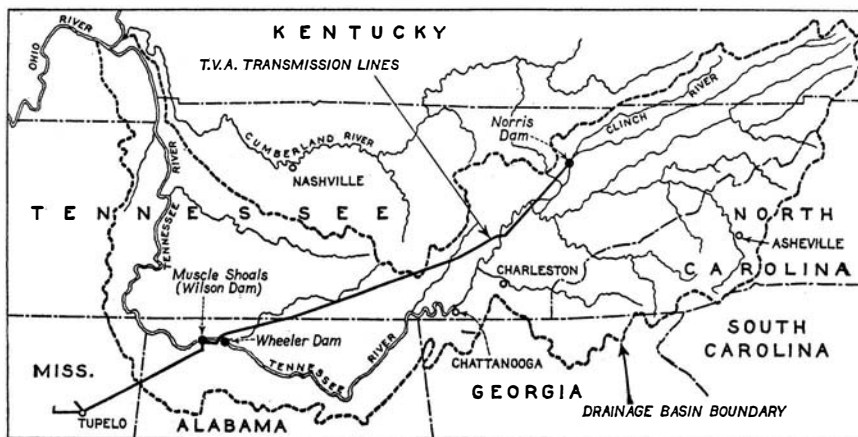 KENTUCKY
T.V.A. TRANSMISSION LINES
OHIO
RIVER
CLINCH
RIVER
Norris
Dam
CUMBERLAND RIVER
NASHVILLE
TENNESSEE
TENNESSEE
RIVER
NORTH
CAROLINA
ASHEVILLE
Muscle Shoals
(Wilson Dam)
CHARLESTON
Wheeler Dam
TENNESSEE
RIVER
CHATTANOOGA
SOUTH
CAROLINA
MISS.
GEORGIA
TUPELO
ALABAMA
DRAINAGE BASIN BOUNDARY